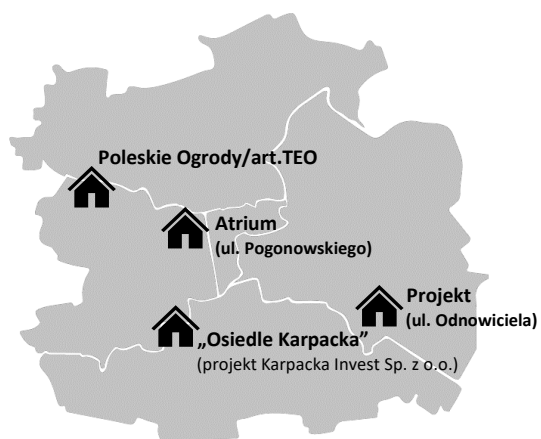 Poleskie Ogrody/art.TEO
Atrium
(ul. Pogonowskiego)
Projekt
(ul. Odnowiciela)
„Osiedle Karpacka”
(projekt Karpacka Invest Sp. z o.o.)